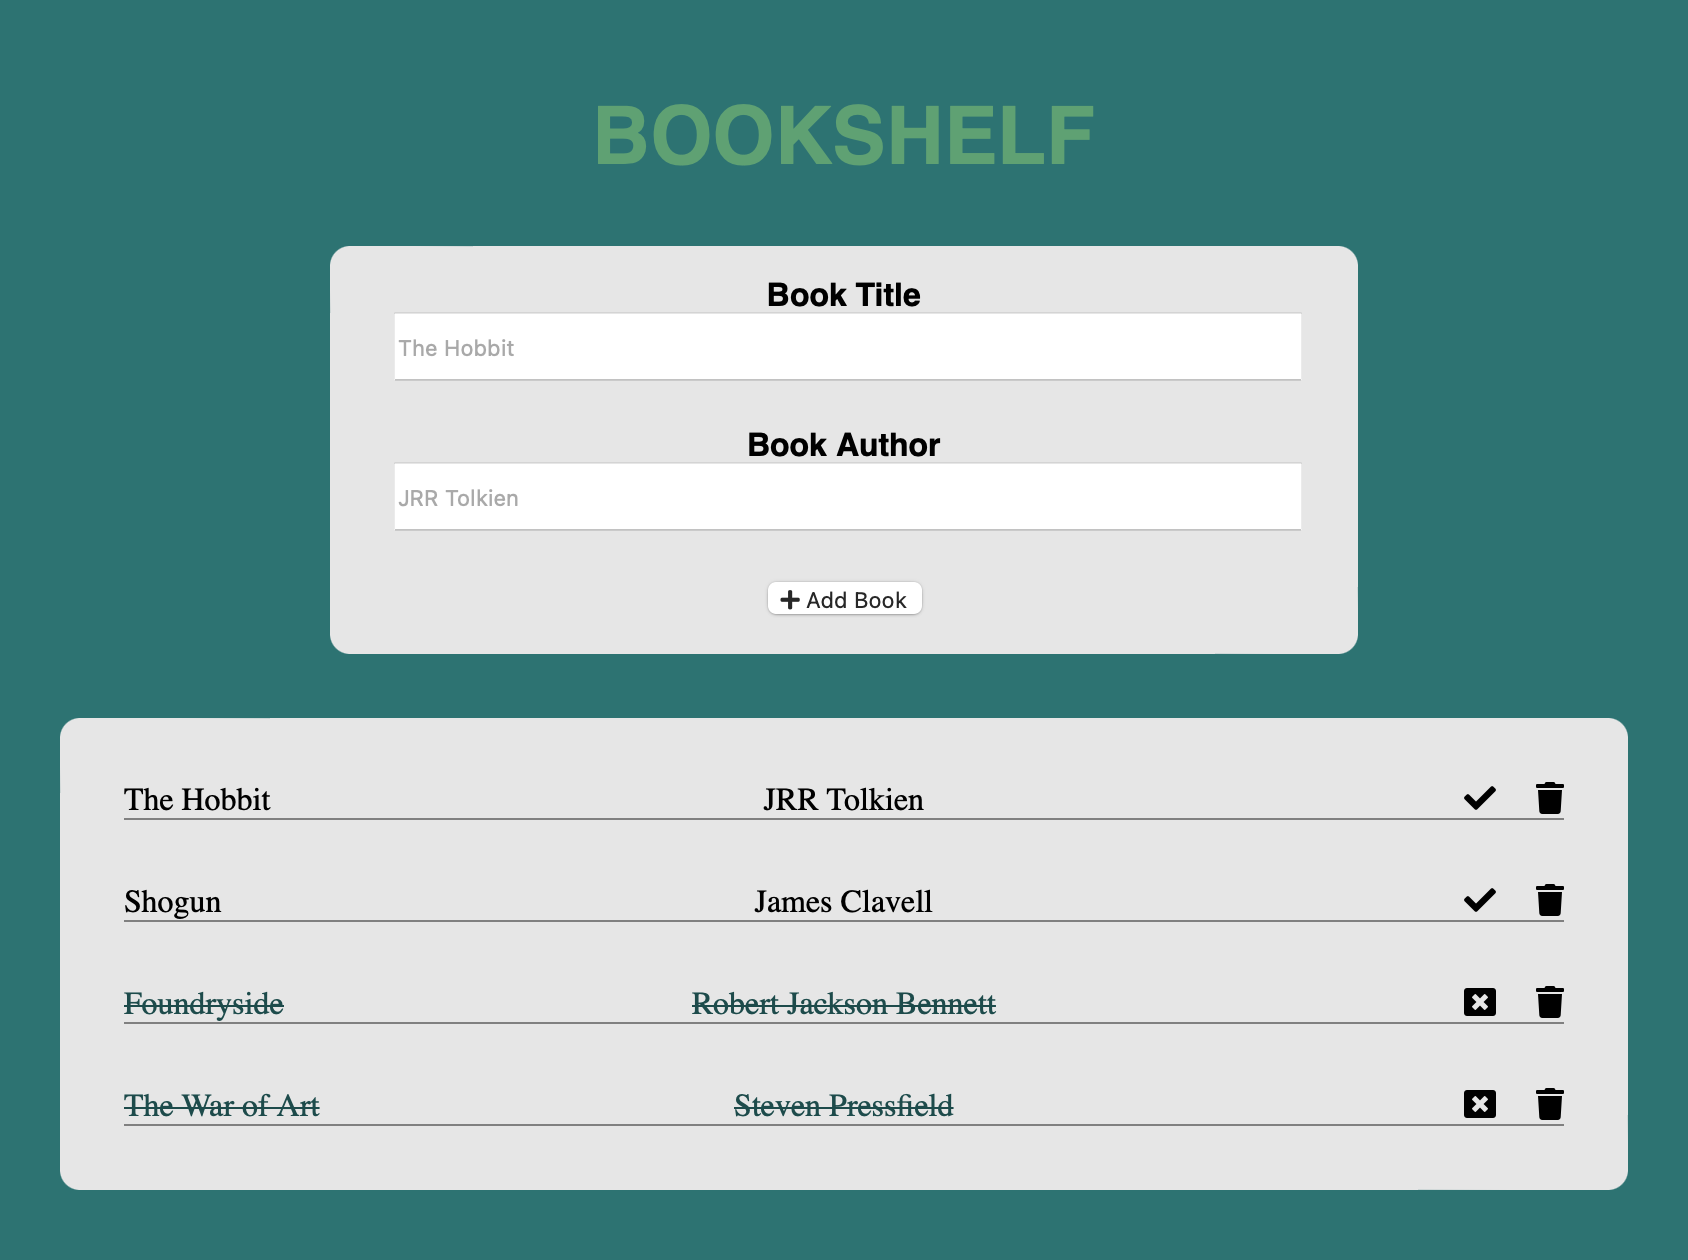 BOOKSHELF
Book Title
The Hobbit
Book Author
JRR Tolkien
Add Book
The Hobbit JRR Tolkien
Shogun James Clavell
Foundryside Robert Jackson Bennett
The War of Art Steven Pressfield